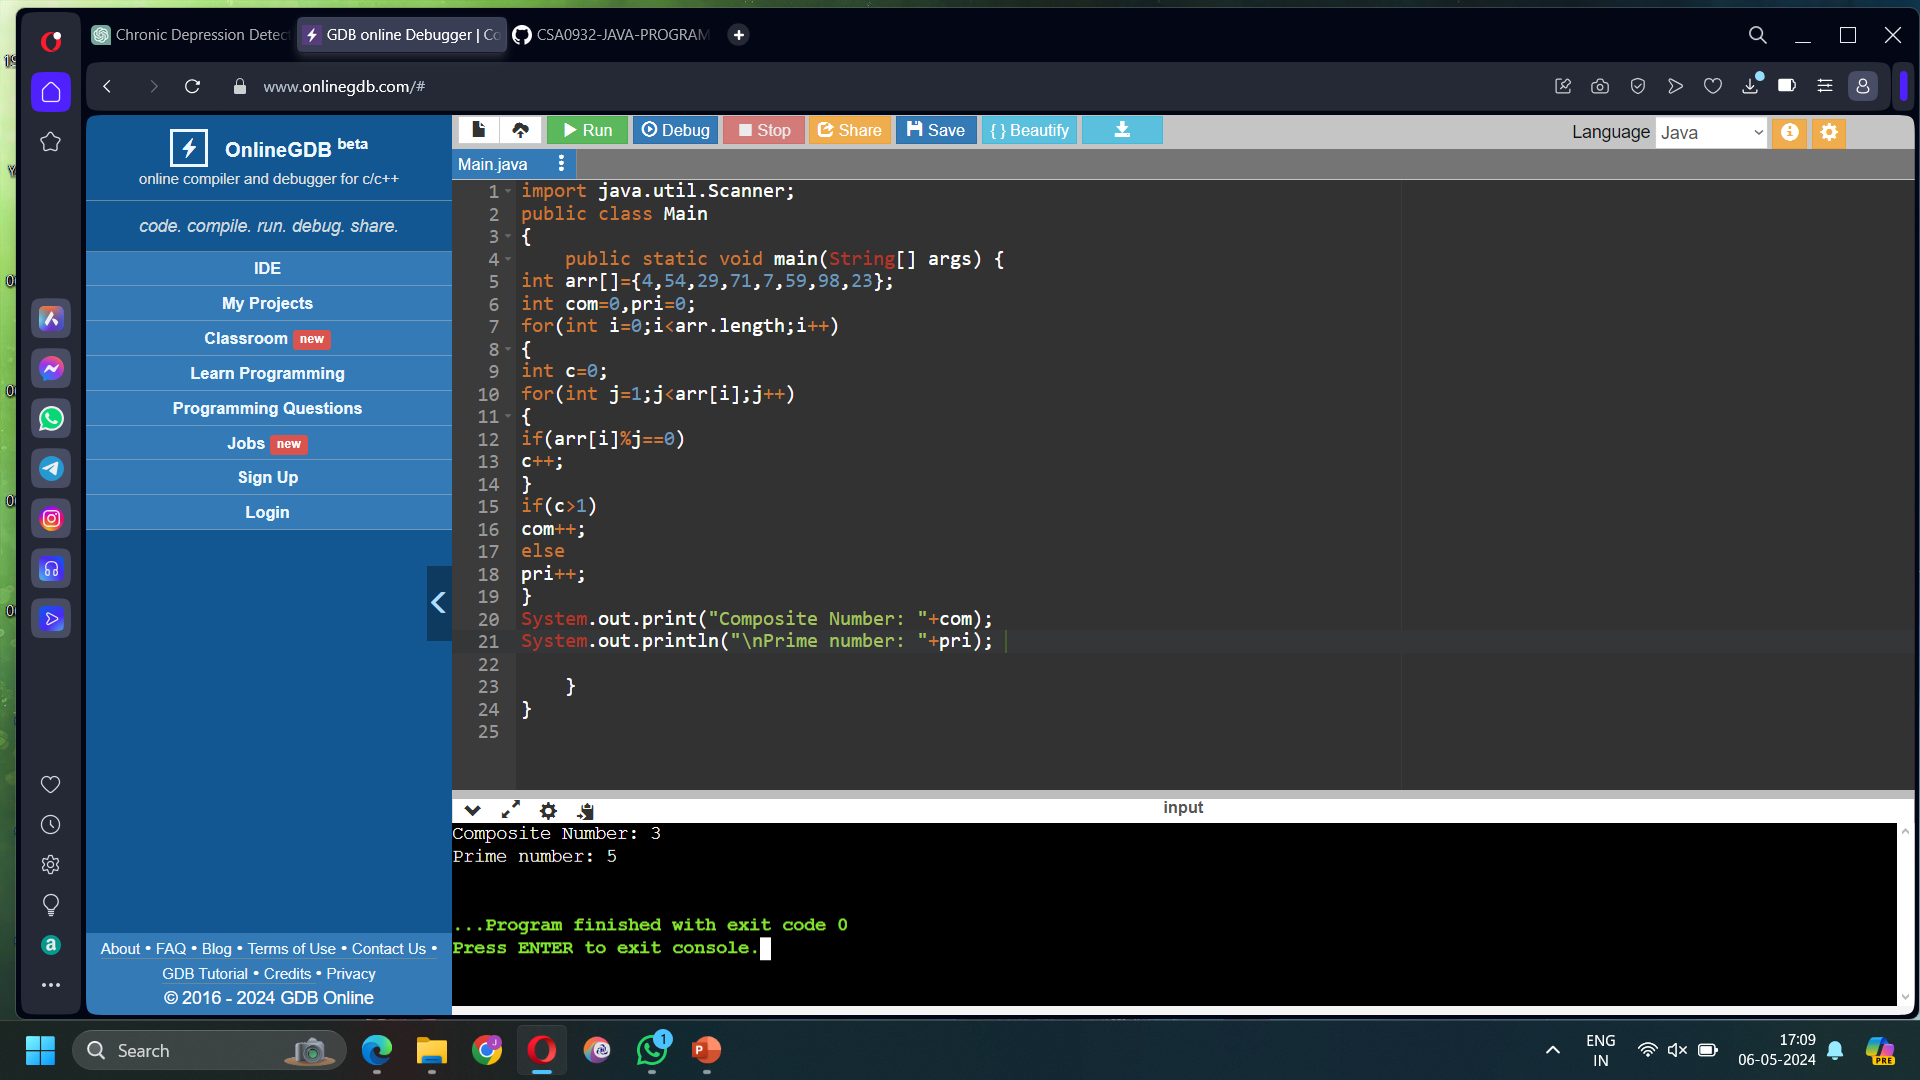 Chronic Depression Detec
GDB online Debugger | Co
CSA0932-JAVA-PROGRAM
www.onlinegdb.com/#
OnlineGDB beta
online compiler and debugger for c/c++
code. compile. run. debug. share.
IDE
My Projects
Classroom new
Learn Programming
Programming Questions
Jobs new
Sign Up
Login
About • FAQ • Blog • Terms of Use • Contact Us •
GDB Tutorial • Credits • Privacy
© 2016 - 2024 GDB Online
Run Debug Stop Share Save { } Beautify
Language Java
Main.java
1 import java.util.Scanner;
2 public class Main
3 {
4 public static void main(String[] args) {
5 int arr[]={4,54,29,71,7,59,98,23};
6 int com=0,pri=0;
7 for(int i=0;i<arr.length;i++)
8 {
9 int c=0;
10 for(int j=1;j<arr[i];j++)
11 {
12 if(arr[i]%j==0)
13 c++;
14 }
15 if(c>1)
16 com++;
17 else
18 pri++;
19 }
20 System.out.print("Composite Number: "+com);
21 System.out.println("\nPrime number: "+pri);
22
23 }
24 }
25
input
Composite Number: 3
Prime number: 5
...Program finished with exit code 0
Press ENTER to exit console.
Search
1
ENG
IN
17:09
06-05-2024
PRE